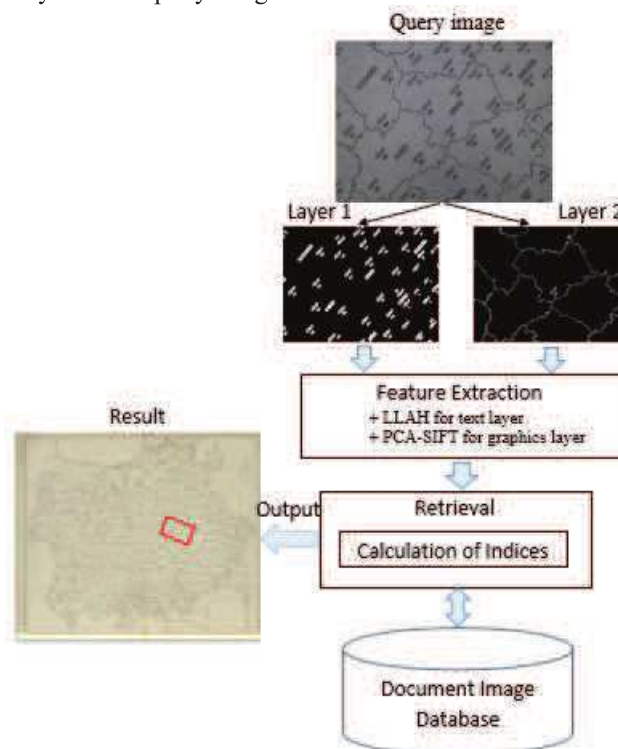 Query image
Layer 1
Layer 2
Feature Extraction
+ LLAH for text layer
+ PCA-SIFT for graphics layer
Result
Output
Retrieval
Calculation of Indices
Document Image
Database